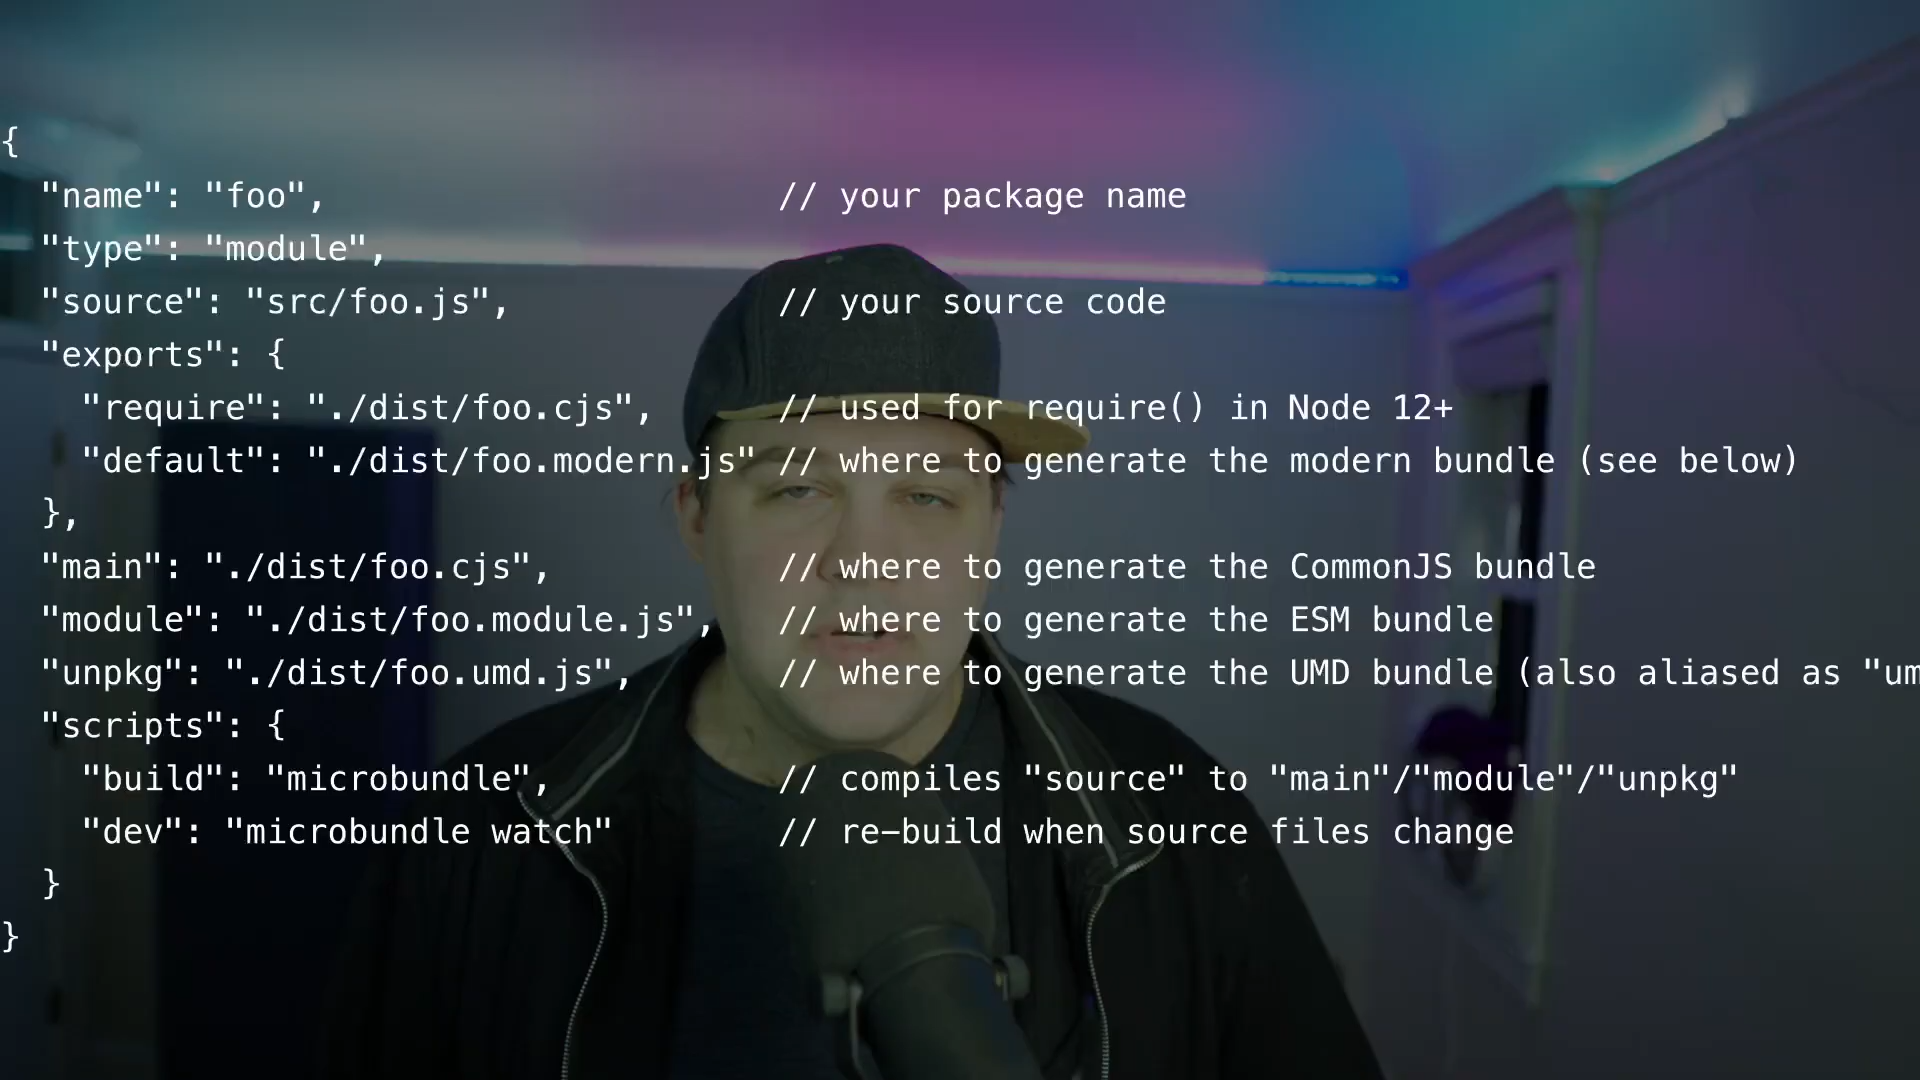 {
"name": "foo", // your package name
"type": "module",
"source": "src/foo.js", // your source code
"exports": {
"require": "./dist/foo.cjs", // used for require() in Node 12+
"default": "./dist/foo.modern.js" // where to generate the modern bundle (see below)
},
"main": "./dist/foo.cjs", // where to generate the CommonJS bundle
"module": "./dist/foo.module.js", // where to generate the ESM bundle
"unpkg": "./dist/foo.umd.js", // where to generate the UMD bundle (also aliased as "um
"scripts": {
"build": "microbundle", // compiles "source" to "main"/"module"/"unpkg"
"dev": "microbundle watch" // re-build when source files change
}
}